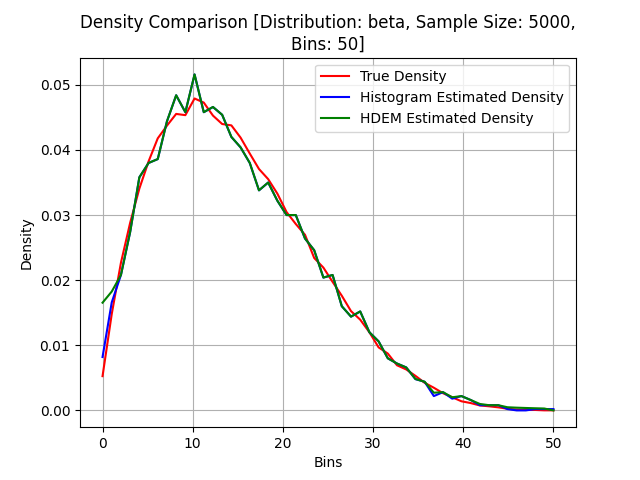 Density Comparison [Distribution: beta, Sample Size: 5000,
Bins: 50]
True Density
Histogram Estimated Density
HDEM Estimated Density
Density
0.05
0.04
0.03
0.02
0.01
0.00
0 10 20 30 40 50
Bins